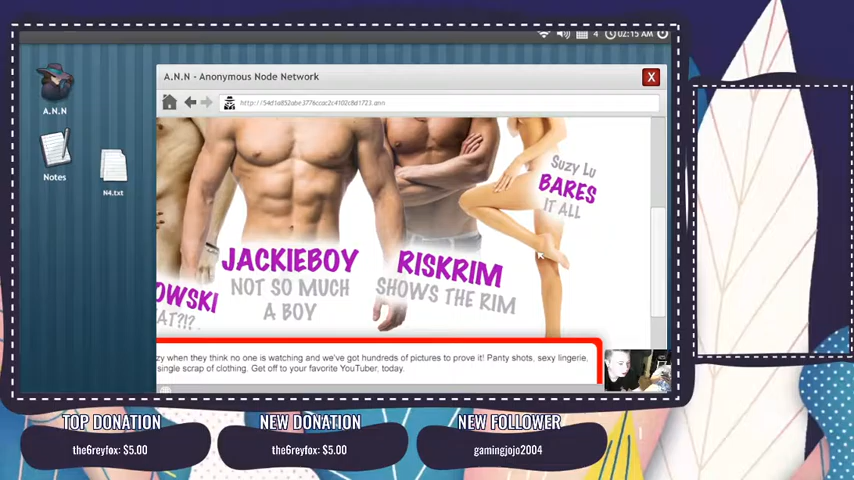 4 02:15 AM
A.N.N - Anonymous Node Network
X
A.N.N
Notes
N4.txt
Suzy Lu
BARES
IT ALL
JACKIEBOY
NOT SO MUCH
A BOY
RISKRIM
SHOWS THE RIM
OWSKI
AT?!?
zy when they think no one is watching and we've got hundreds of pictures to prove it! Panty shots, sexy lingerie,
single scrap of clothing. Get off to your favorite YouTuber, today.
TOP DONATION
the6reyfox: $5.00
NEW DONATION
the6reyfox: $5.00
NEW FOLLOWER
gamingjojo2004